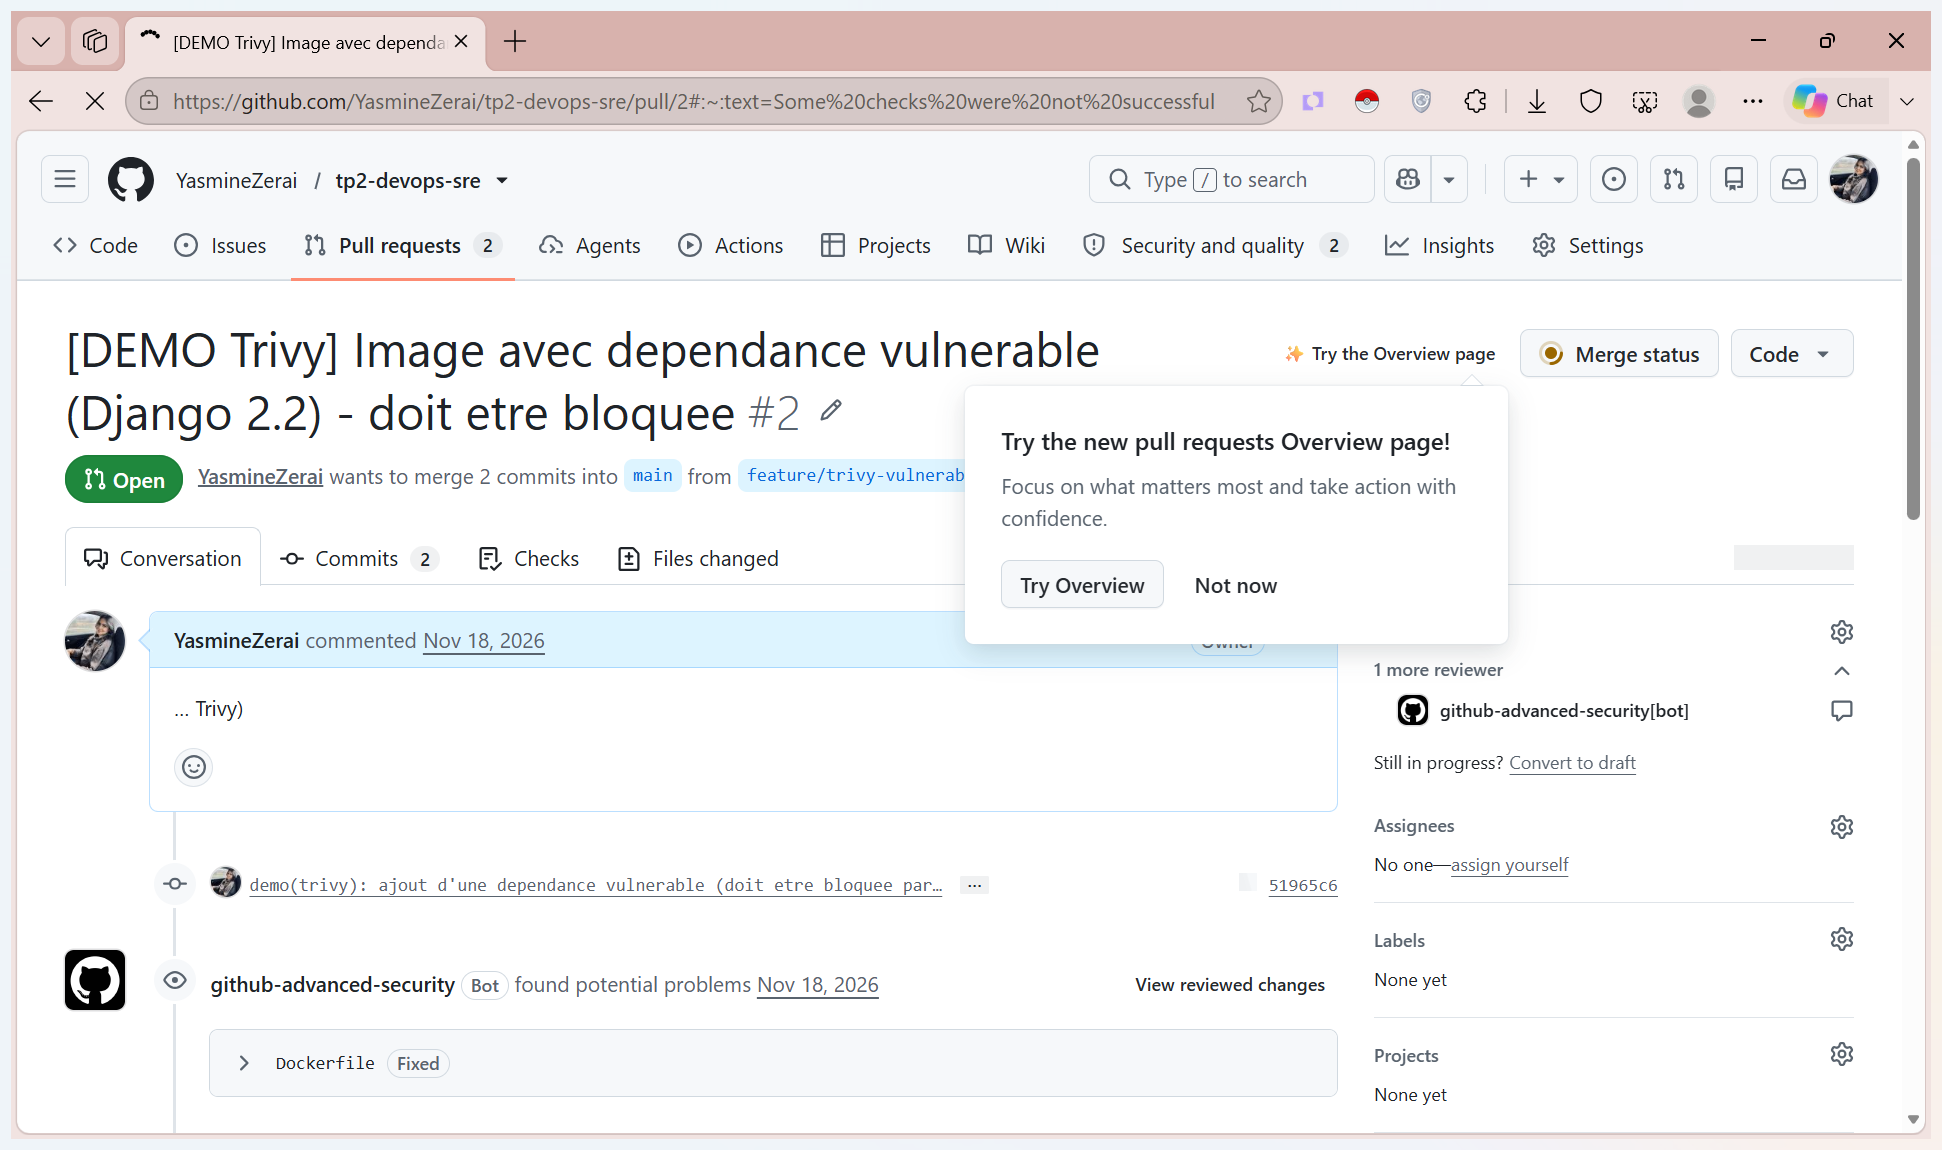 [DEMO Trivy] Image avec depend
https://github.com/YasmineZerai/tp2-devops-sre/pull/2#:~:text=Some%20checks%20were%20not%20successful
Chat
YasmineZerai / tp2-devops-sre
Type / to search
Code
Issues
Pull requests 2
Agents
Actions
Projects
Wiki
Security and quality 2
Insights
Settings
[DEMO Trivy] Image avec dependance vulnerable
(Django 2.2) - doit etre bloquee #2
Try the Overview page
Merge status
Code
Open
YasmineZerai wants to merge 2 commits into main from feature/trivy-vulnerab
Try the new pull requests Overview page!
Focus on what matters most and take action with
confidence.
Try Overview
Not now
Conversation
Commits 2
Checks
Files changed
YasmineZerai commented Nov 18, 2026
Owner
... Trivy)
demo(trivy): ajout d'une dependance vulnerable (doit etre bloquee par…
...
51965c6
github-advanced-security Bot found potential problems Nov 18, 2026
View reviewed changes
Dockerfile Fixed
1 more reviewer
github-advanced-security[bot]
Still in progress? Convert to draft
Assignees
No one—assign yourself
Labels
None yet
Projects
None yet